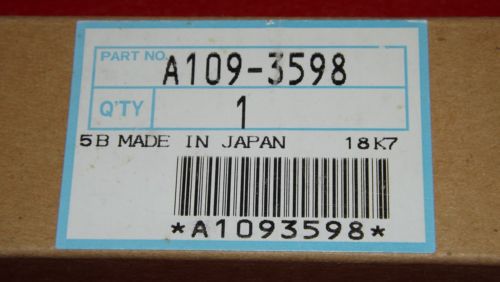 PART NO. A109-3598
Q'TY 1
5B MADE IN JAPAN 18K7
*A1093598*